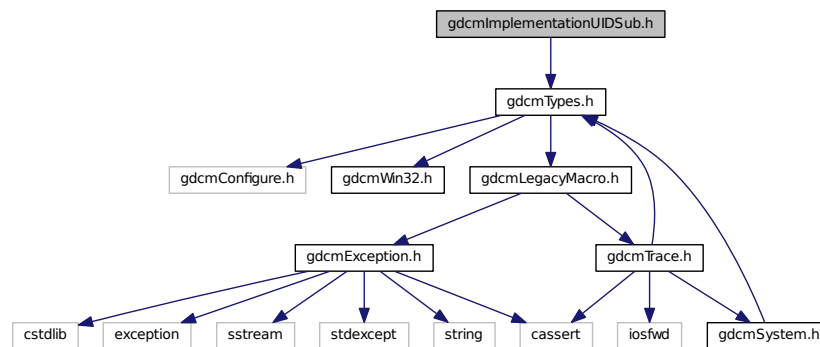 gdcmImplementationUIDSub.h
gdcmTypes.h
gdcmConfigure.h
gdcmWin32.h
gdcmLegacyMacro.h
gdcmException.h
gdcmTrace.h
cstdlib
exception
sstream
stdexcept
string
cassert
iosfwd
gdcmSystem.h